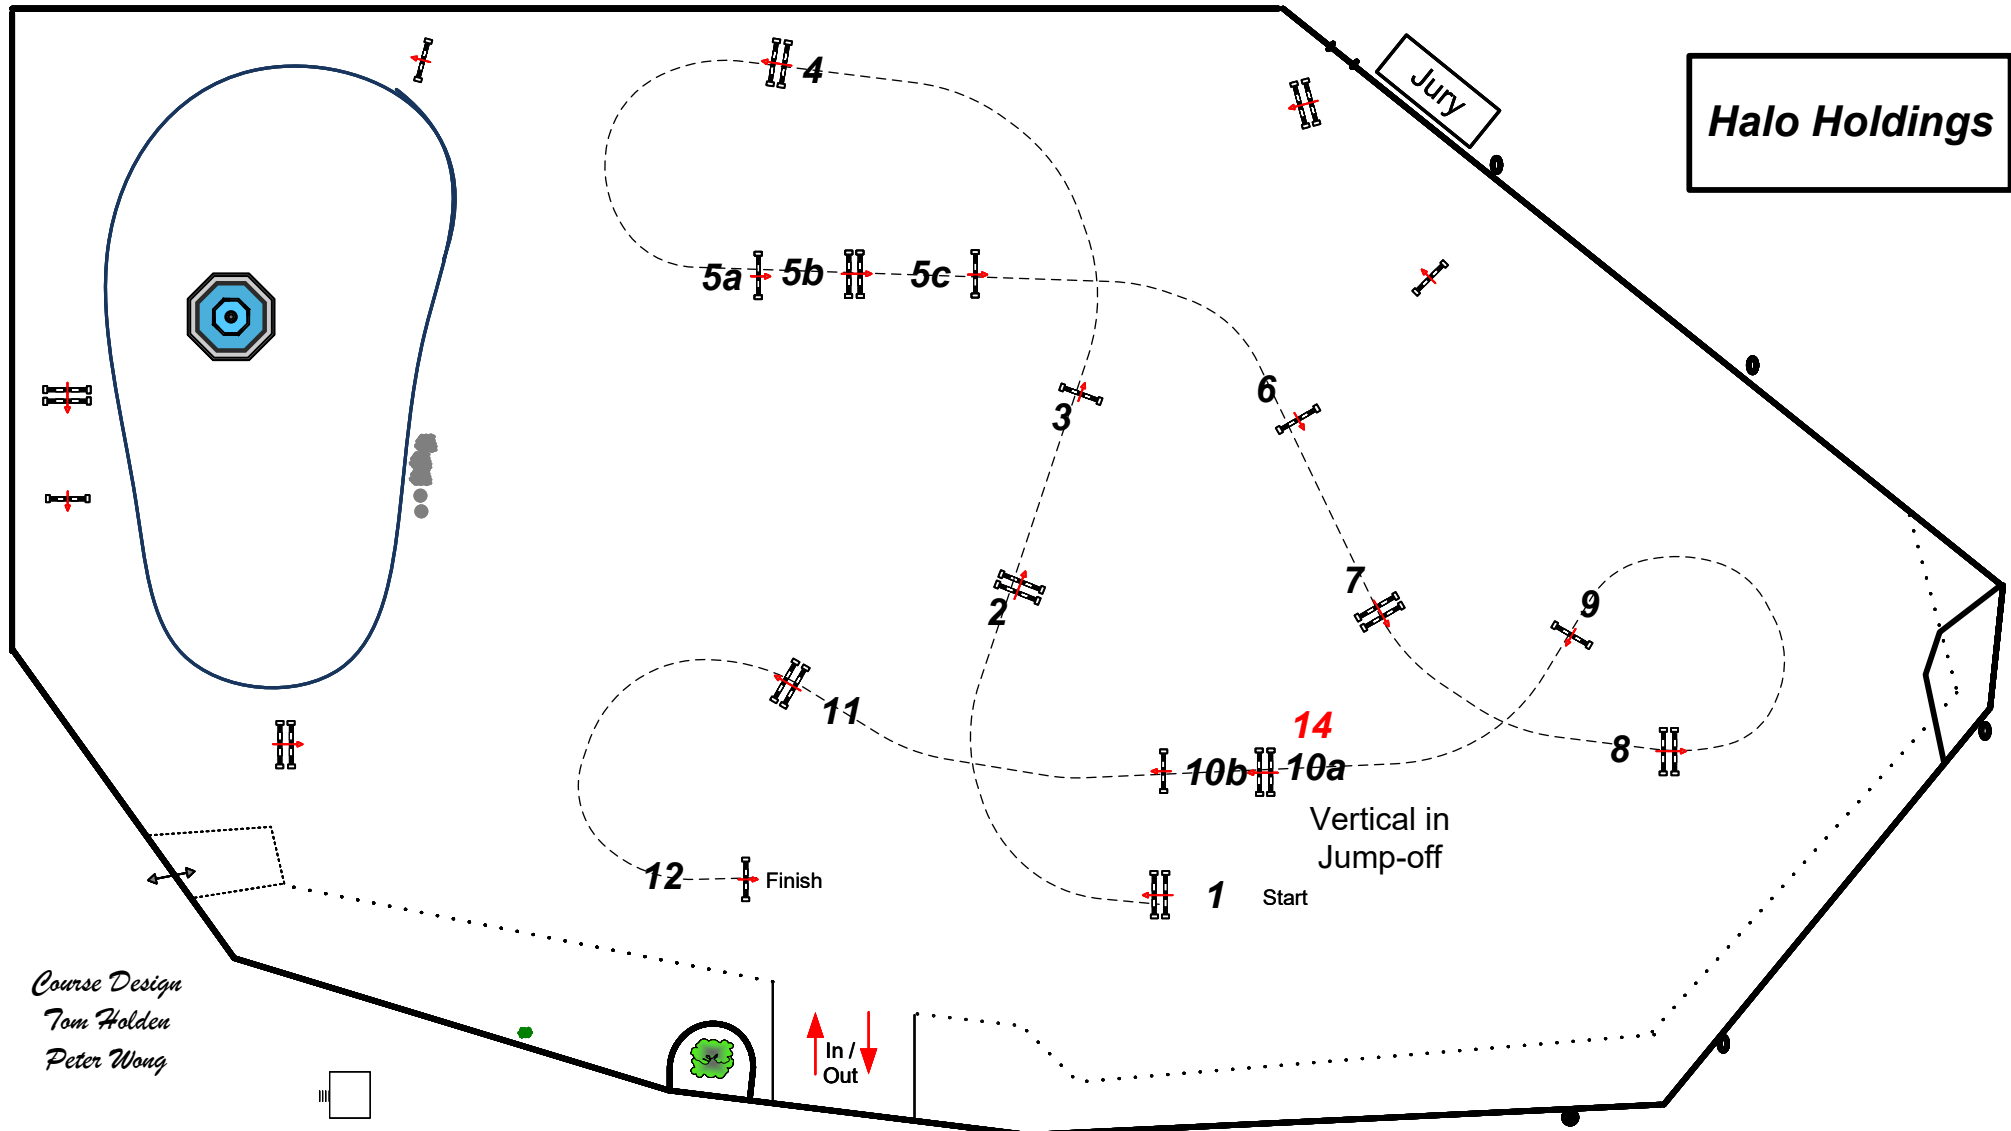 Halo Holdings
Jury
4
5a
5b
5c
6
3
7
9
2
11
14
10b
10a
8
Vertical in
Jump-off
12
Finish
1
Start
Course Design
Tom Holden
Peter Wong
In /
Out